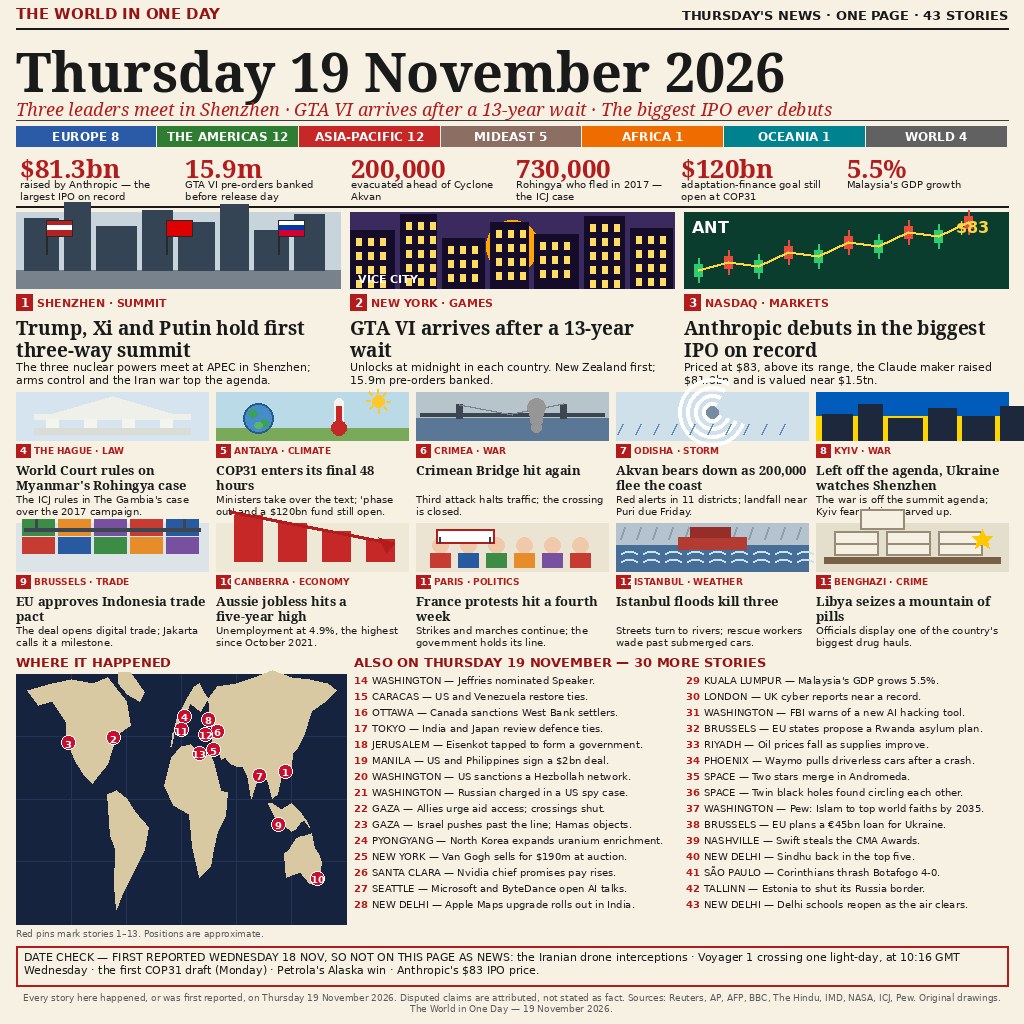 THE WORLD IN ONE DAY
THURSDAY'S NEWS · ONE PAGE · 43 STORIES
Thursday 19 November 2026
Three leaders meet in Shenzhen · GTA VI arrives after a 13-year wait · The biggest IPO ever debuts
EUROPE 8
THE AMERICAS 12
ASIA-PACIFIC 12
MIDEAST 5
AFRICA 1
OCEANIA 1
WORLD 4
$81.3bn
raised by Anthropic — the
largest IPO on record
15.9m
GTA VI pre-orders banked
before release day
200,000
evacuated ahead of Cyclone
Akvan
730,000
Rohingya who fled in 2017 —
the ICJ case
$120bn
adaptation-finance goal still
open at COP31
5.5%
Malaysia's GDP growth
VICE CITY
ANT
$83
1 SHENZHEN · SUMMIT
Trump, Xi and Putin hold first
three-way summit
The three nuclear powers meet at APEC in Shenzhen;
arms control and the Iran war top the agenda.
2 NEW YORK · GAMES
GTA VI arrives after a 13-year
wait
Unlocks at midnight in each country. New Zealand first;
15.9m pre-orders banked.
3 NASDAQ · MARKETS
Anthropic debuts in the biggest
IPO on record
Priced at $83, above its range, the Claude maker raised
$81.3bn and is valued near $1.5tn.
4 THE HAGUE · LAW
World Court rules on
Myanmar's Rohingya case
The ICJ rules in The Gambia's case
over the 2017 campaign.
5 ANTALYA · CLIMATE
COP31 enters its final 48
hours
Ministers take over the text; 'phase
out' and a $120bn fund still open.
6 CRIMEA · WAR
Crimean Bridge hit again
Third attack halts traffic; the crossing
is closed.
7 ODISHA · STORM
Akvan bears down as 200,000
flee the coast
Red alerts in 11 districts; landfall near
Puri due Friday.
8 KYIV · WAR
Left off the agenda, Ukraine
watches Shenzhen
The war is off the summit agenda;
Kyiv fears carved up.
9 BRUSSELS · TRADE
EU approves Indonesia trade
pact
The deal opens digital trade; Jakarta
calls it a milestone.
10 CANBERRA · ECONOMY
Aussie jobless hits a
five-year high
Unemployment at 4.9%, the highest
since October 2021.
11 PARIS · POLITICS
France protests hit a fourth
week
Strikes and marches continue; the
government holds its line.
12 ISTANBUL · WEATHER
Istanbul floods kill three
Streets turn to rivers; rescue workers
wade past submerged cars.
13 BENGHAZI · CRIME
Libya seizes a mountain of
pills
Officials display one of the country's
biggest drug hauls.
WHERE IT HAPPENED
4
8
11
12
6
3
2
13
5
7
1
9
10
Red pins mark stories 1–13. Positions are approximate.
ALSO ON THURSDAY 19 NOVEMBER — 30 MORE STORIES
14 WASHINGTON — Jeffries nominated Speaker.
15 CARACAS — US and Venezuela restore ties.
16 OTTAWA — Canada sanctions West Bank settlers.
17 TOKYO — India and Japan review defence ties.
18 JERUSALEM — Eisenkot tapped to form a government.
19 MANILA — US and Philippines sign a $2bn deal.
20 WASHINGTON — US sanctions a Hezbollah network.
21 WASHINGTON — Russian charged in a US spy case.
22 GAZA — Allies urge aid access; crossings shut.
23 GAZA — Israel pushes past the line; Hamas objects.
24 PYONGYANG — North Korea expands uranium enrichment.
25 NEW YORK — Van Gogh sells for $190m at auction.
26 SANTA CLARA — Nvidia chief promises pay rises.
27 SEATTLE — Microsoft and ByteDance open AI talks.
28 NEW DELHI — Apple Maps upgrade rolls out in India.
29 KUALA LUMPUR — Malaysia's GDP grows 5.5%.
30 LONDON — UK cyber reports near a record.
31 WASHINGTON — FBI warns of a new AI hacking tool.
32 BRUSSELS — EU states propose a Rwanda asylum plan.
33 RIYADH — Oil prices fall as supplies improve.
34 PHOENIX — Waymo pulls driverless cars after a crash.
35 SPACE — Two stars merge in Andromeda.
36 SPACE — Twin black holes found circling each other.
37 WASHINGTON — Pew: Islam to top world faiths by 2035.
38 BRUSSELS — EU plans a €45bn loan for Ukraine.
39 NASHVILLE — Swift steals the CMA Awards.
40 NEW DELHI — Sindhu back in the top five.
41 SÃO PAULO — Corinthians thrash Botafogo 4-0.
42 TALLINN — Estonia to shut its Russia border.
43 NEW DELHI — Delhi schools reopen as the air clears.
DATE CHECK — FIRST REPORTED WEDNESDAY 18 NOV, SO NOT ON THIS PAGE AS NEWS: the Iranian drone interceptions · Voyager 1 crossing one light-day, at 10:16 GMT
Wednesday · the first COP31 draft (Monday) · Petrola's Alaska win · Anthropic's $83 IPO price.
Every story here happened, or was first reported, on Thursday 19 November 2026. Disputed claims are attributed, not stated as fact. Sources: Reuters, AP, AFP, BBC, The Hindu, IMD, NASA, ICJ, Pew. Original drawings.
The World in One Day — 19 November 2026.